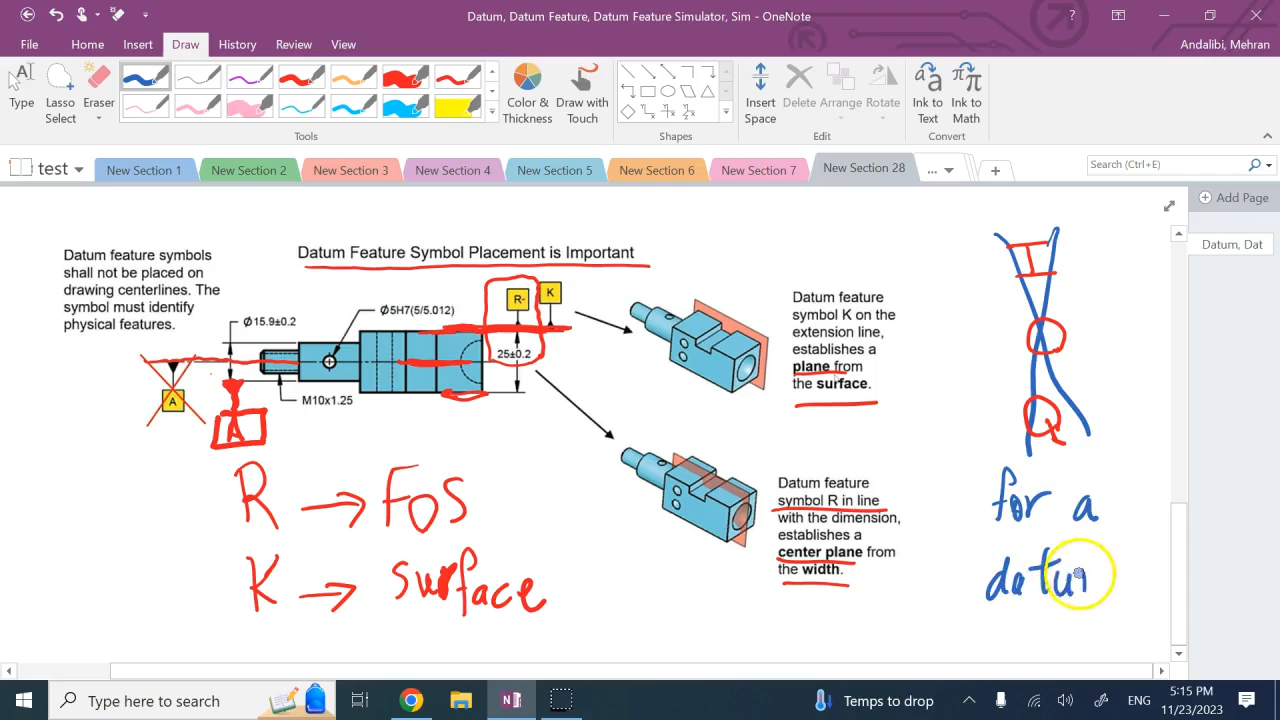 Datum, Datum Feature, Datum Feature Simulator, Sim - OneNote
?
File
Home
Insert
Draw
History
Review
View
Andalibi, Mehran
Type
Lasso
Select
Eraser
Color &
Thickness
Draw with
Touch
Insert
Space
Delete
Arrange
Rotate
Ink to
Text
Ink to
Math
Tools
Shapes
Edit
Convert
test
New Section 1
New Section 2
New Section 3
New Section 4
New Section 5
New Section 6
New Section 7
New Section 28
...
Search (Ctrl+E)
Add Page
Datum, Dat
Datum feature symbols
shall not be placed on
drawing centerlines. The
symbol must identify
physical features.
Datum Feature Symbol Placement is Important
Ø15.9±0.2
Ø5H7(5/5.012)
R-
K
25±0.2
M10x1.25
A
A
Datum feature
symbol K on the
extension line,
establishes a
plane from
the surface.
Datum feature
symbol R in line
with the dimension,
establishes a
center plane from
the width.
R → FOS
K → surface
for a
datu
Type here to search
Temps to drop
ENG
5:15 PM
11/23/2023